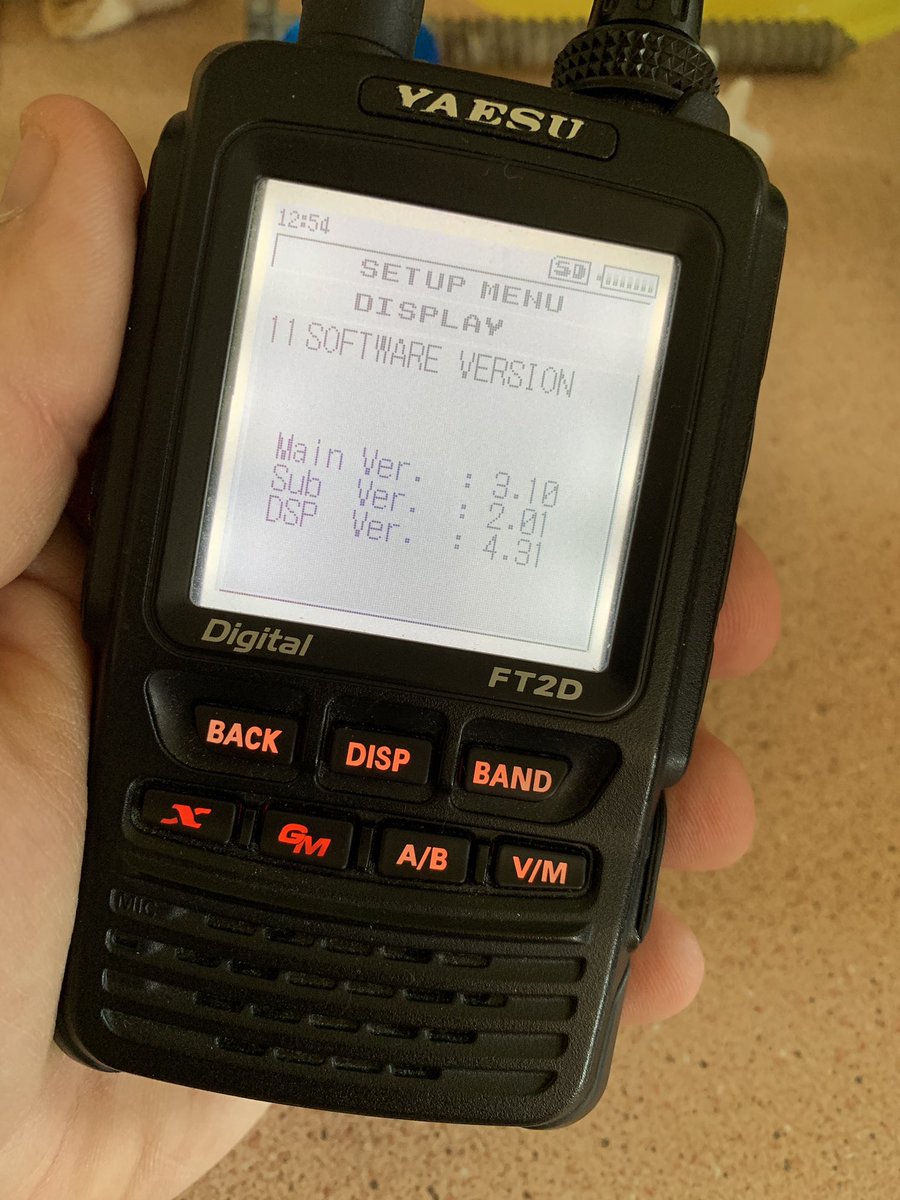 YAESU
12:54
SD
SETUP MENU
DISPLAY
11 SOFTWARE VERSION
Main Ver. : 3.10
Sub Ver. : 2.01
DSP Ver. : 4.31
Digital
FT2D
BACK DISP BAND
X GM A/B V/M
MIC